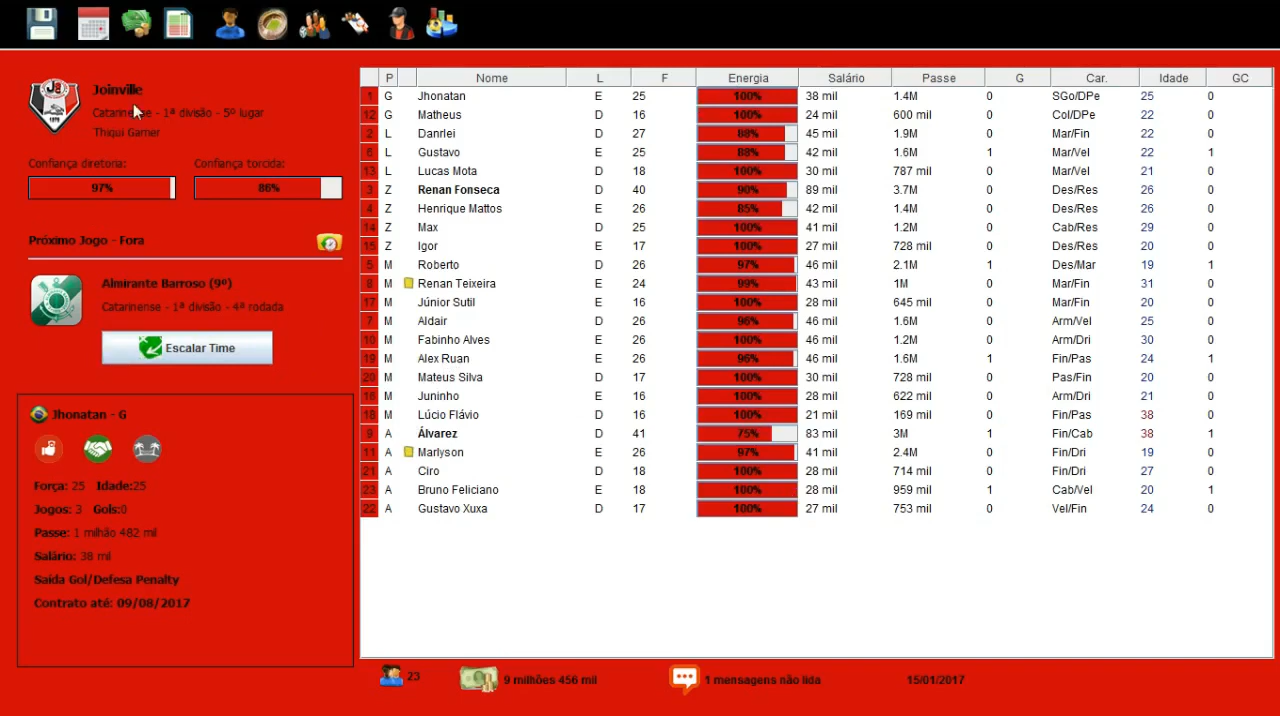 Joinville
Catarinense - 1ª divisão - 5º lugar
Thiqui Gamer
Confiança diretoria: Confiança torcida:
97% 86%
Próximo Jogo - Fora
Almirante Barroso (9º)
Catarinense - 1ª divisão - 4ª rodada
Escalar Time
Jhonatan - G
Força: 25 Idade:25
Jogos: 3 Gols:0
Passe: 1 milhão 482 mil
Salário: 38 mil
Saída Gol/Defesa Penalty
Contrato até: 09/08/2017
P Nome L F Energia Salário Passe G Car. Idade GC
1 G Jhonatan E 25 100% 38 mil 1.4M 0 SGo/DPe 25 0
12 G Matheus D 16 100% 24 mil 600 mil 0 Col/DPe 22 0
2 L Danrlei D 27 88% 45 mil 1.9M 0 Mar/Fin 22 0
6 L Gustavo E 25 88% 42 mil 1.6M 1 Mar/Vel 22 1
13 L Lucas Mota D 18 100% 30 mil 787 mil 0 Mar/Vel 21 0
3 Z Renan Fonseca D 40 90% 89 mil 3.7M 0 Des/Res 26 0
4 Z Henrique Mattos E 26 85% 42 mil 1.4M 0 Des/Res 26 0
14 Z Max D 25 100% 41 mil 1.2M 0 Cab/Res 29 0
15 Z Igor E 17 100% 27 mil 728 mil 0 Des/Res 20 0
5 M Roberto D 26 97% 46 mil 2.1M 1 Des/Mar 19 1
8 M Renan Teixeira E 24 99% 43 mil 1M 0 Mar/Fin 31 0
17 M Júnior Sutil E 16 100% 28 mil 645 mil 0 Mar/Fin 20 0
7 M Aldair D 26 96% 46 mil 1.6M 0 Arm/Vel 25 0
10 M Fabinho Alves E 26 100% 46 mil 1.2M 0 Arm/Dri 30 0
19 M Alex Ruan E 26 96% 46 mil 1.6M 1 Fin/Pas 24 1
20 M Mateus Silva D 17 100% 30 mil 728 mil 0 Pas/Fin 20 0
16 M Juninho E 16 100% 28 mil 622 mil 0 Arm/Dri 21 0
18 M Lúcio Flávio D 16 100% 21 mil 169 mil 0 Fin/Pas 38 0
9 A Álvarez D 41 75% 83 mil 3M 1 Fin/Cab 38 1
11 A Marlyson E 26 97% 41 mil 2.4M 0 Fin/Dri 19 0
21 A Ciro D 18 100% 28 mil 714 mil 0 Fin/Dri 27 0
23 A Bruno Feliciano E 18 100% 28 mil 959 mil 1 Cab/Vel 20 1
22 A Gustavo Xuxa D 17 100% 27 mil 753 mil 0 Vel/Fin 24 0
23 9 milhões 456 mil 1 mensagens não lida 15/01/2017